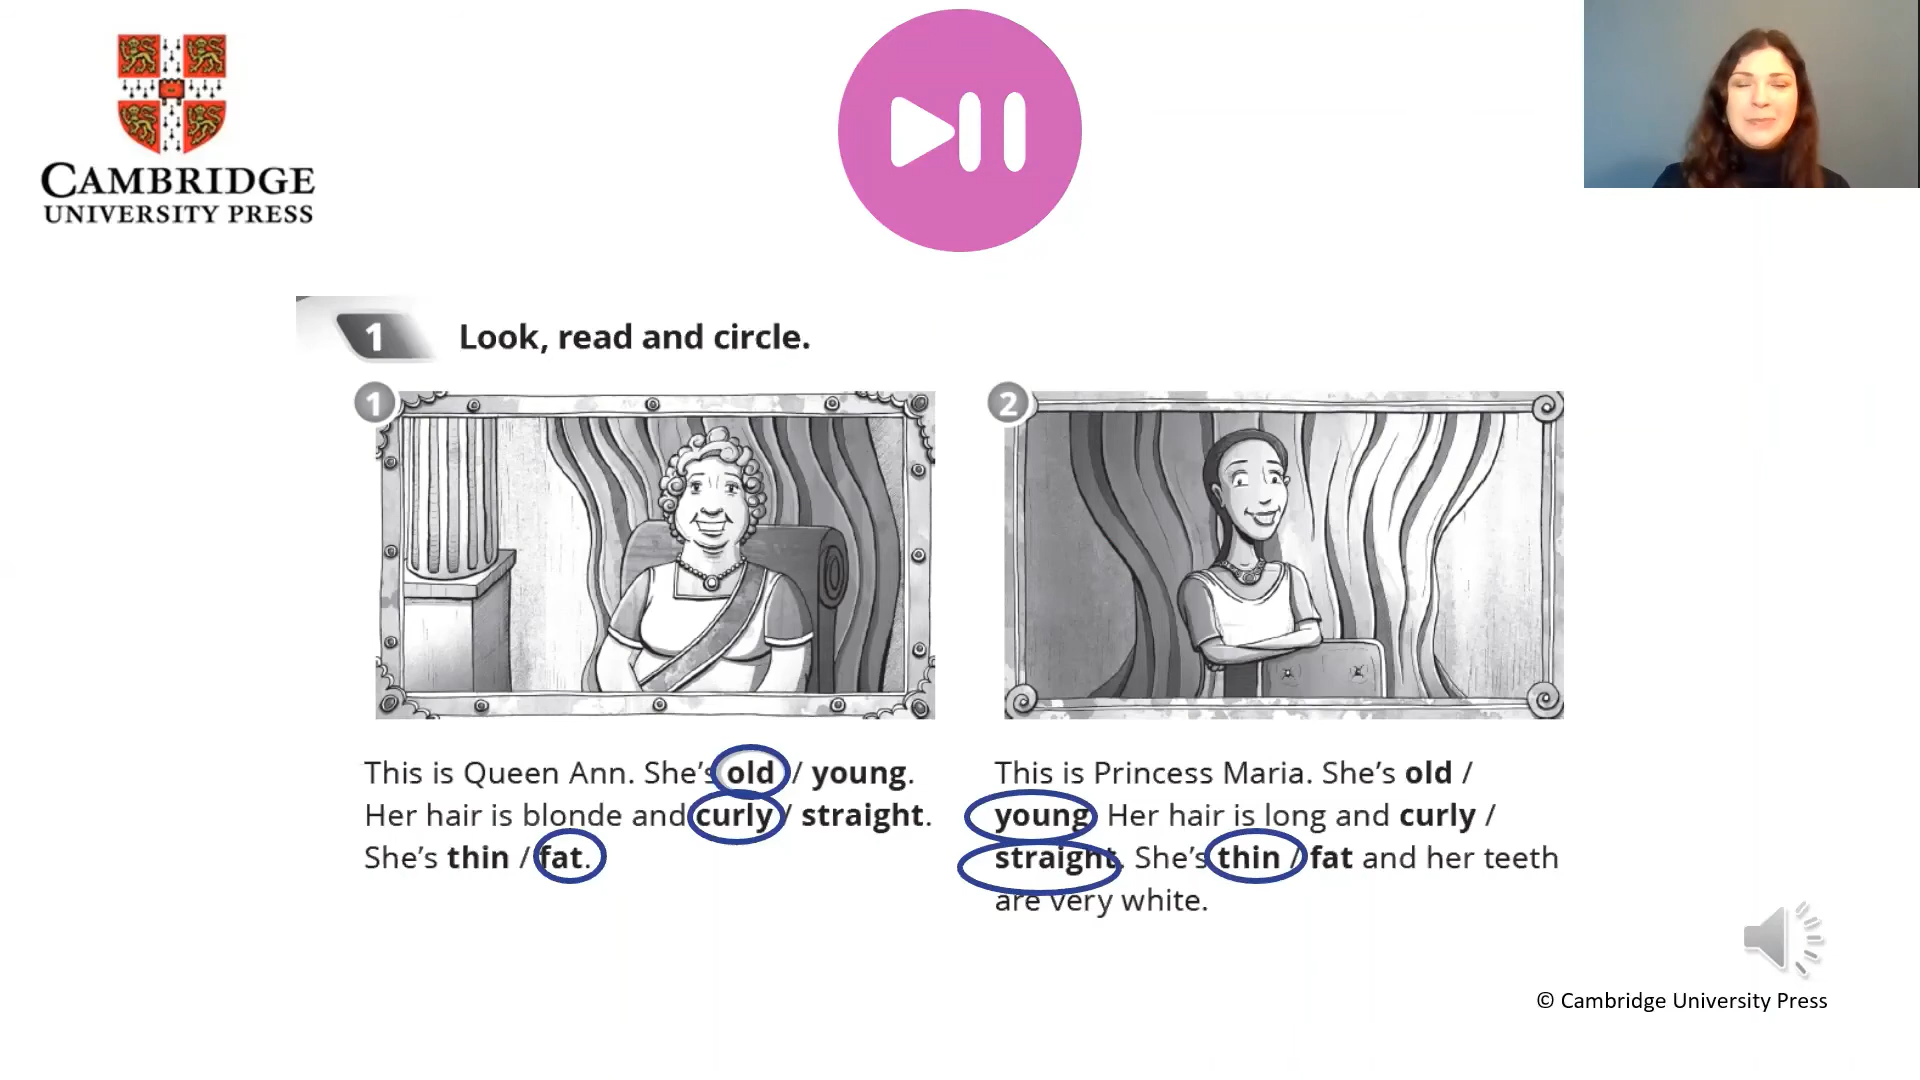 CAMBRIDGE
UNIVERSITY PRESS
1 Look, read and circle.
1
2
This is Queen Ann. She's old / young.
Her hair is blonde and curly / straight.
She's thin / fat.
This is Princess Maria. She's old /
young. Her hair is long and curly /
straight. She's thin / fat and her teeth
are very white.
© Cambridge University Press